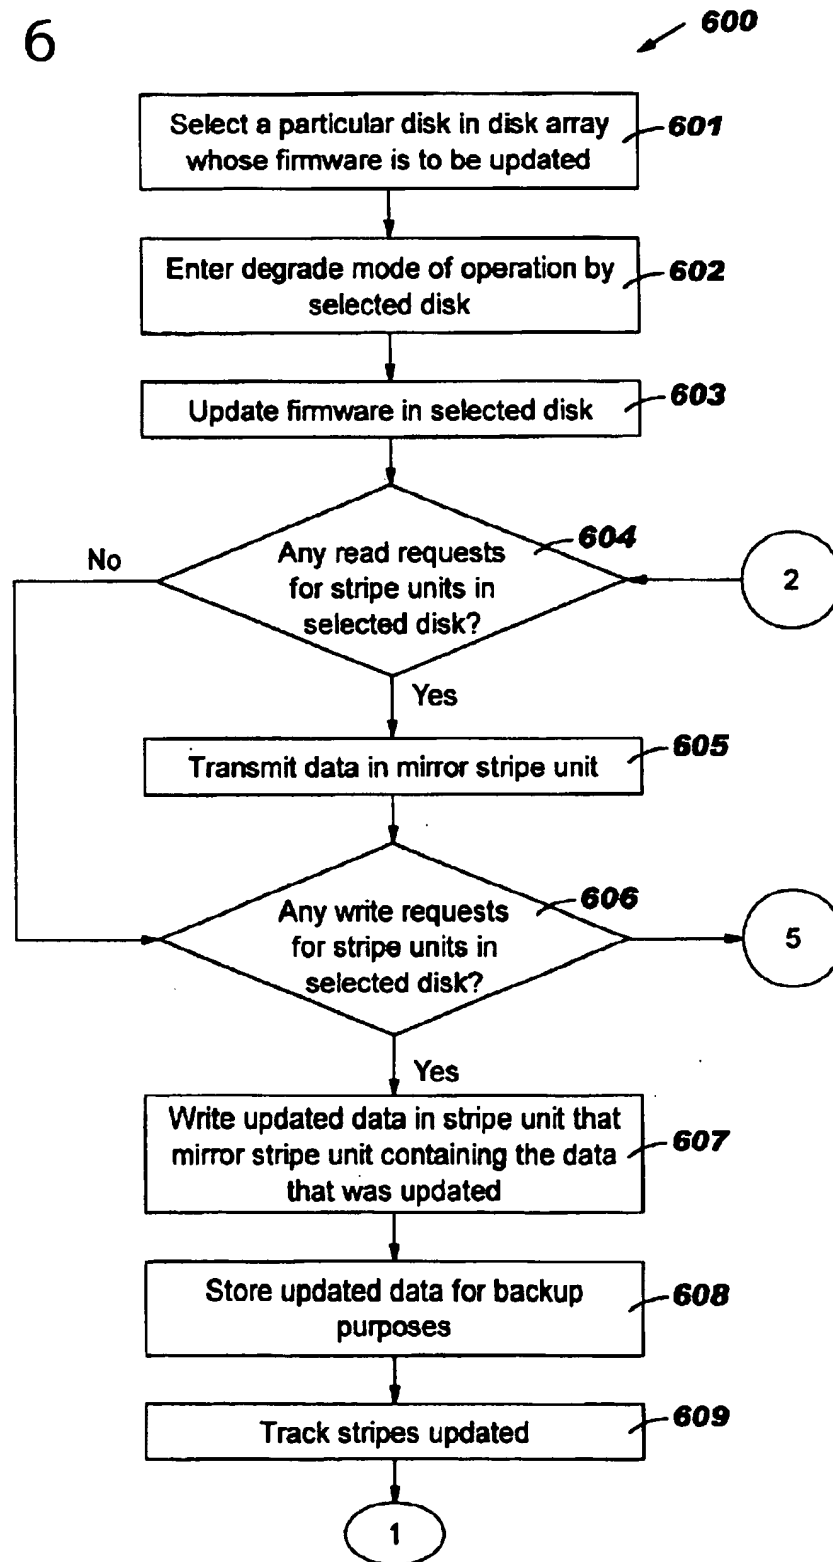 6
600
Select a particular disk in disk array
whose firmware is to be updated
601
Enter degrade mode of operation by
selected disk
602
Update firmware in selected disk
603
Any read requests
for stripe units in
selected disk?
604
No
2
Yes
Transmit data in mirror stripe unit
605
Any write requests
for stripe units in
selected disk?
606
5
Yes
Write updated data in stripe unit that
mirror stripe unit containing the data
that was updated
607
Store updated data for backup
purposes
608
Track stripes updated
609
1